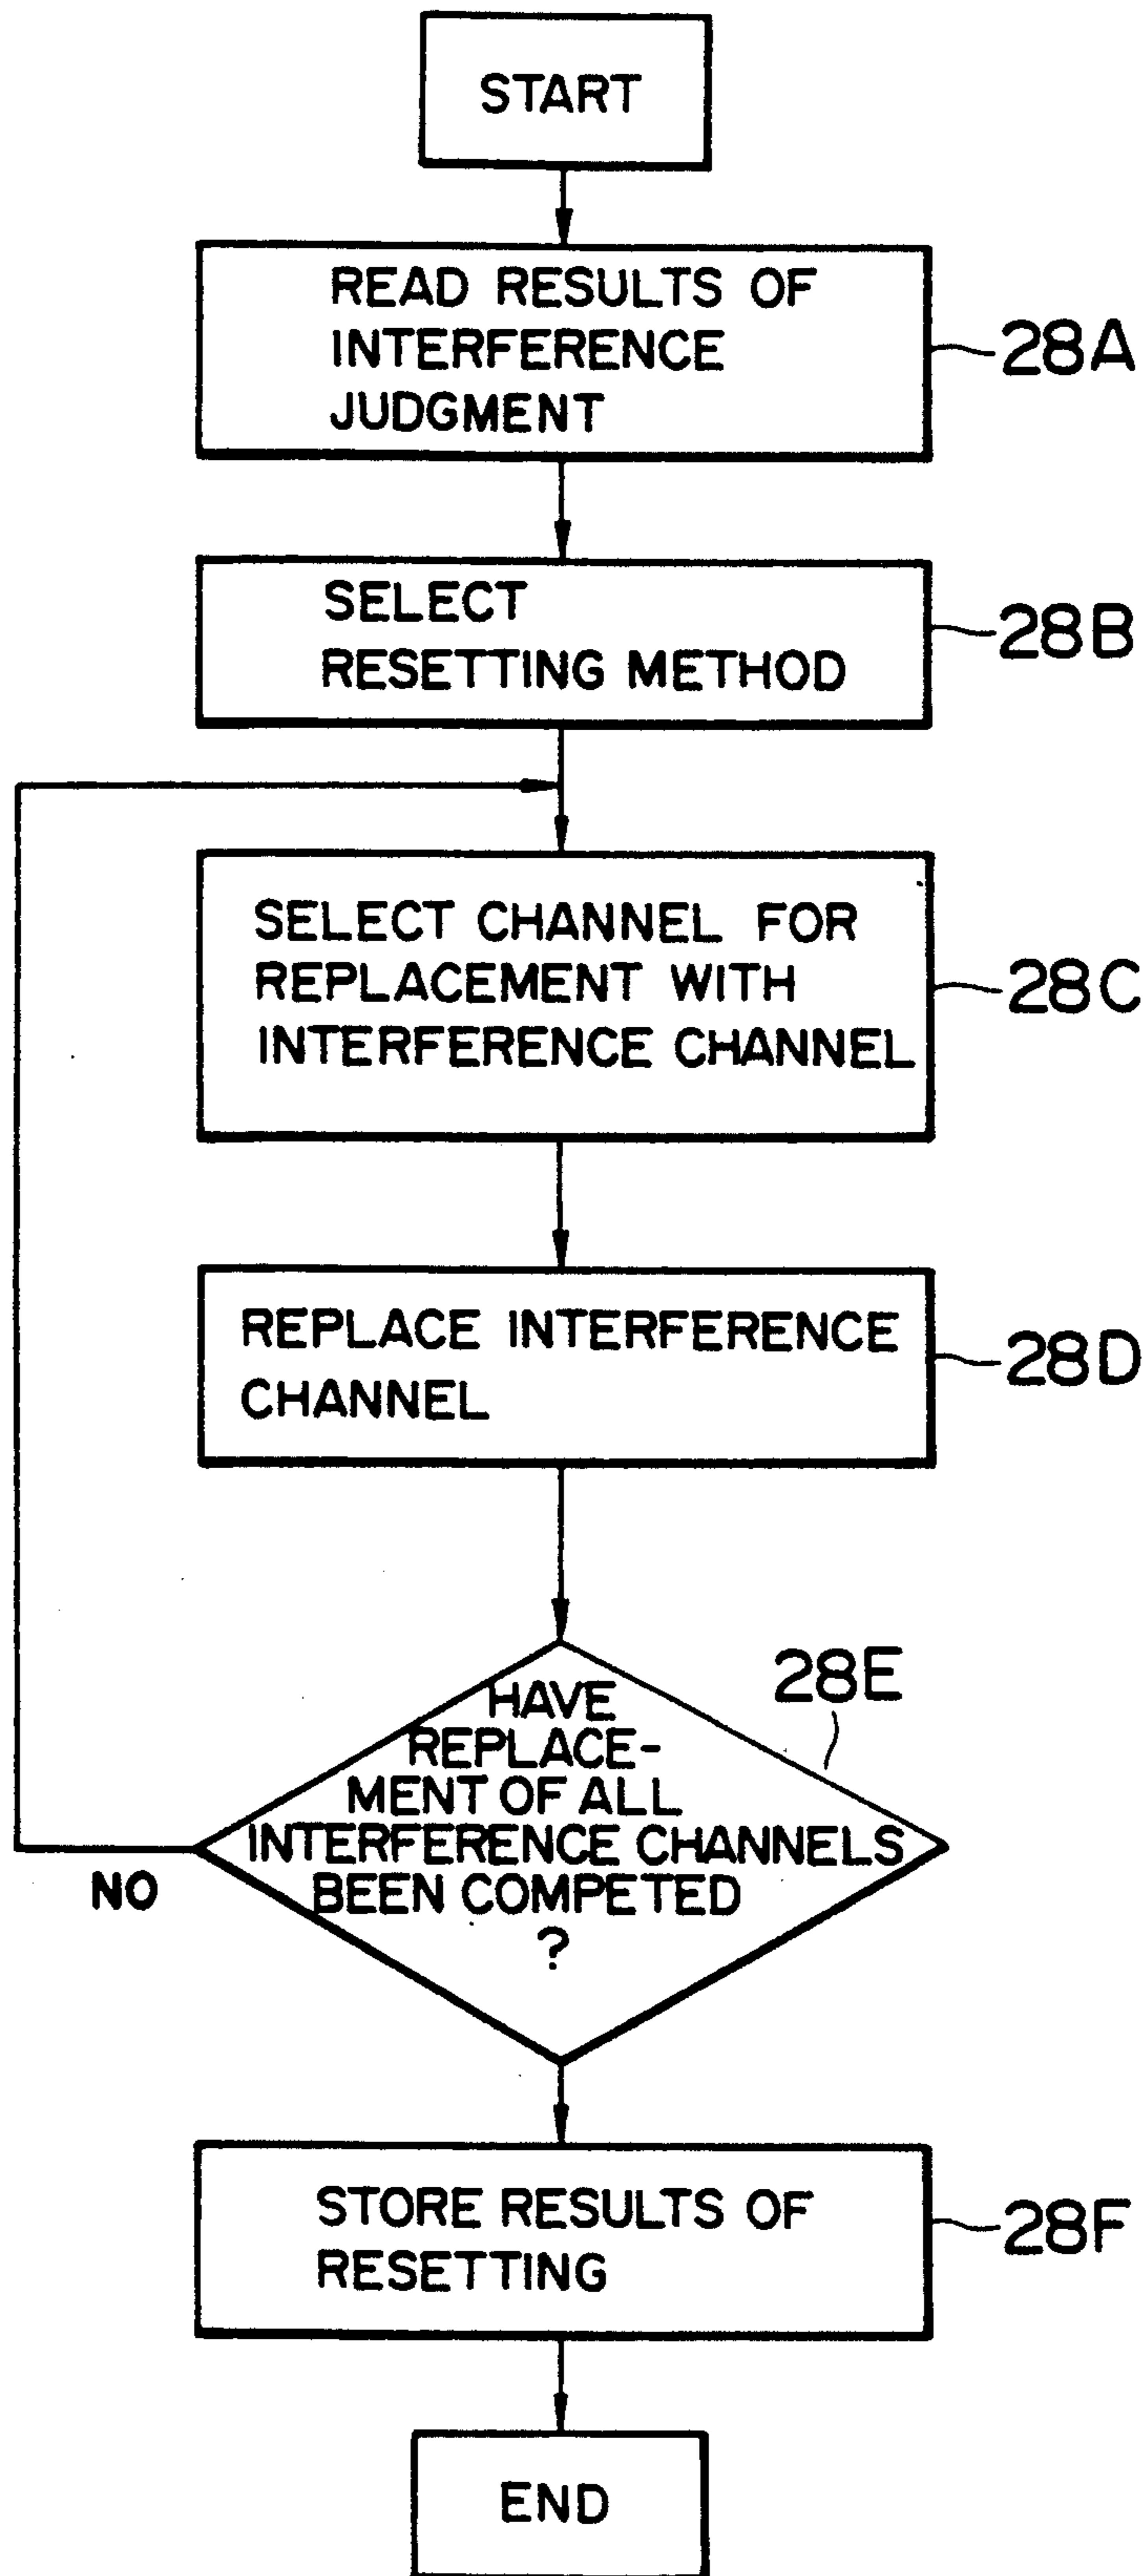 START
READ RESULTS OF
INTERFERENCE
JUDGMENT
28A
SELECT
RESETTING METHOD
28B
SELECT CHANNEL FOR
REPLACEMENT WITH
INTERFERENCE CHANNEL
28C
REPLACE INTERFERENCE
CHANNEL
28D
28E
HAVE
REPLACE-
MENT OF ALL
INTERFERENCE CHANNELS
BEEN COMPETED
?
NO
STORE RESULTS OF
RESETTING
28F
END